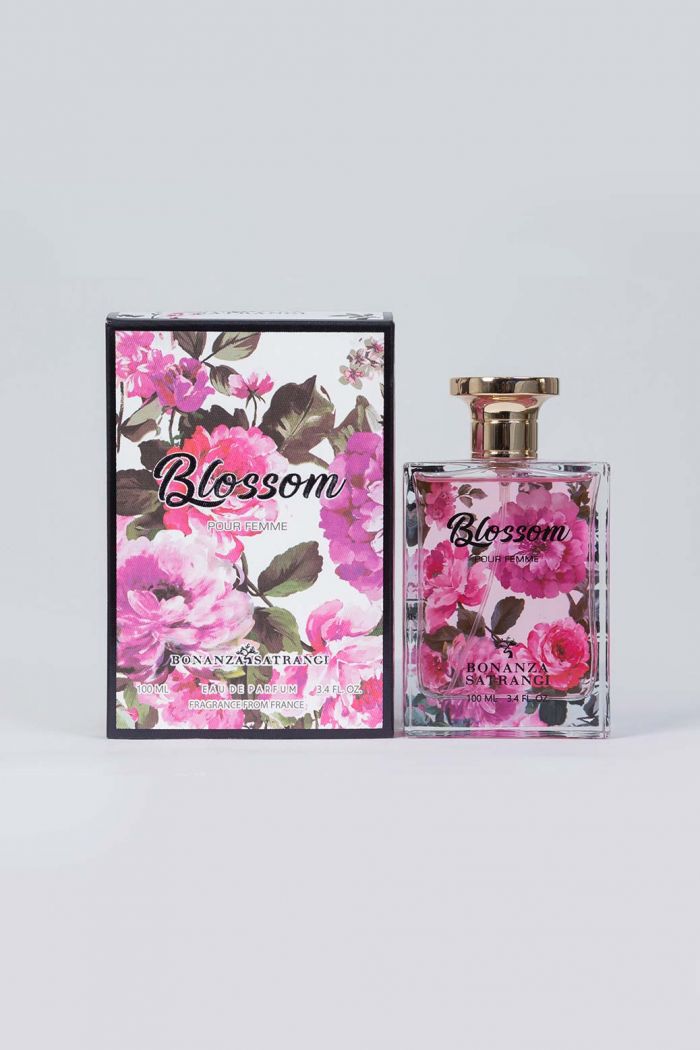 Blossom
POUR FEMME
BONANZA SATRANGI
100 ML EAU DE PARFUM 3.4 FL. OZ.
FRAGRANCE FROM FRANCE
Blossom
POUR FEMME
BONANZA
SATRANGI
100 ML 3.4 FL. OZ.